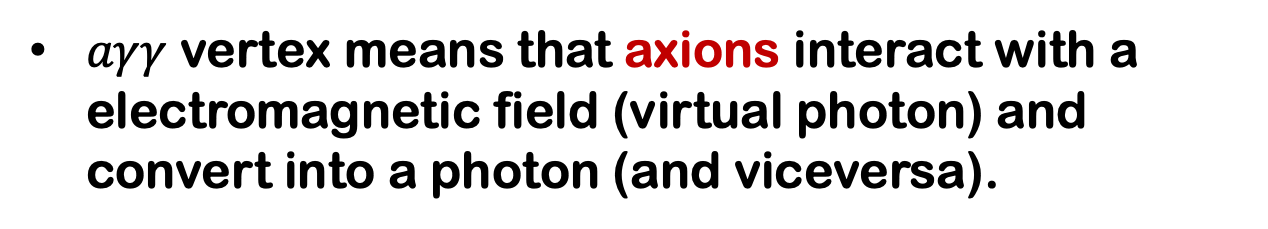 • 𝑎𝛾𝛾 vertex means that axions interact with a
electromagnetic field (virtual photon) and
convert into a photon (and viceversa).